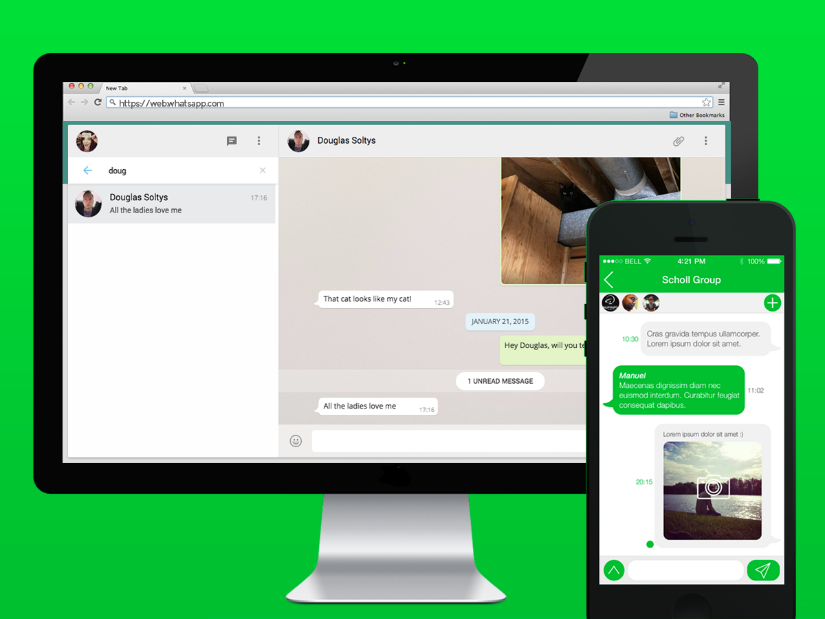 New Tab
https://web.whatsapp.com
Other Bookmarks
Douglas Soltys
doug
Douglas Soltys
17:16
All the ladies love me
That cat looks like my cat!
12:43
JANUARY 21, 2015
Hey Douglas, will you te
1 UNREAD MESSAGE
All the ladies love me
17:16
BELL
4:21 PM
100%
Scholl Group
10:30
Cras gravida tempus ullamcorper.
Lorem ipsum dolor sit amet.
Manuel
Maecenas dignissim diam nec
euismod interdum. Curabitur feugiat
consequat dapibus.
11:02
Lorem ipsum dolor sit amet :)
20:15